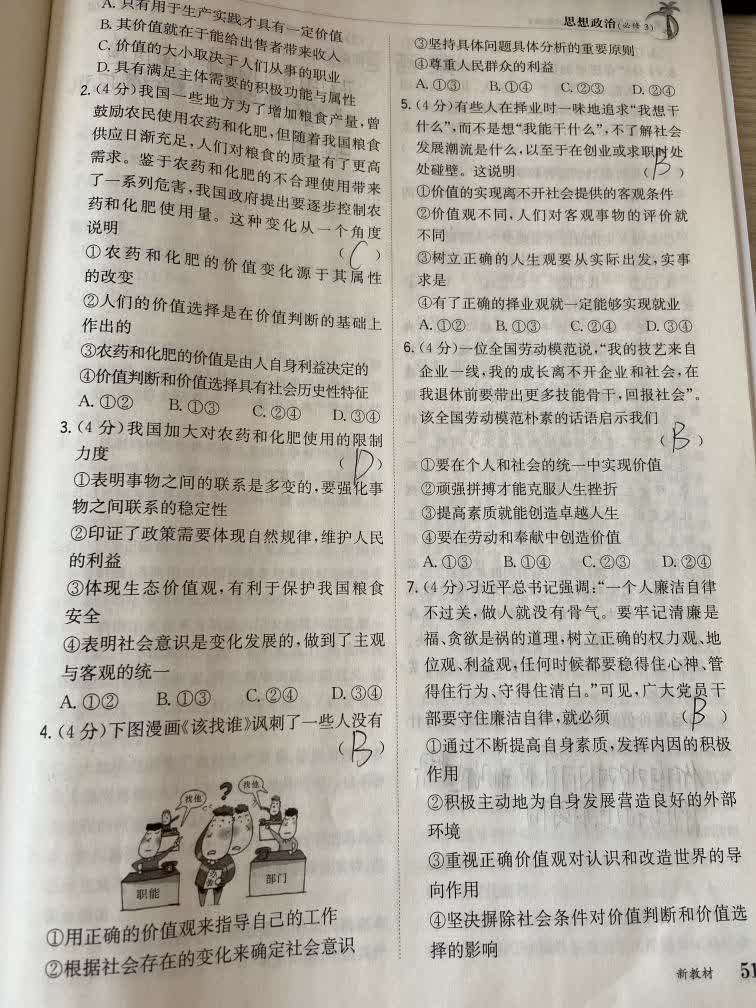 思想政治(必修 3)
A. 只有用于生产实践才具有一定价值
B. 其价值就在于能给出售者带来收人
C. 价值的大小取决于人们从事的职业
D. 具有满足主体需要的积极功能与属性
2.(4 分)我国一些地方为了增加粮食产量,曾
鼓励农民使用农药和化肥,但随着我国粮食
供应日渐充足,人们对粮食的质量有了更高
需求。鉴于农药和化肥的不合理使用带来
了一系列危害,我国政府提出要逐步控制农
药和化肥使用量。这种变化从一个角度
说明
(C)
①农药和化肥的价值变化源于其属性
的改变
②人们的价值选择是在价值判断的基础上
作出的
③农药和化肥的价值是由人自身利益决定的
④价值判断和价值选择具有社会历史性特征
A. ①② B. ①③ C. ②④ D. ③④
3.(4 分)我国加大对农药和化肥使用的限制
力度 (D)
①表明事物之间的联系是多变的,要强化事
物之间联系的稳定性
②印证了政策需要体现自然规律,维护人民
的利益
③体现生态价值观,有利于保护我国粮食
安全
④表明社会意识是变化发展的,做到了主观
与客观的统一
A. ①② B. ①③ C. ②④ D. ③④
4.(4 分)下图漫画《该找谁》讽刺了一些人没有
(B)
找他 ? 找他
办事
职能 部门
①用正确的价值观来指导自己的工作
②根据社会存在的变化来确定社会意识
③坚持具体问题具体分析的重要原则
④尊重人民群众的利益
A. ①③ B. ①④ C. ②③ D. ②④
5.(4 分)有些人在择业时一味地追求“我想干
什么”,而不是想“我能干什么”,不了解社会
发展潮流是什么,以至于在创业或求职时处
处碰壁。这说明 (B)
①价值的实现离不开社会提供的客观条件
②价值观不同,人们对客观事物的评价就
不同
③树立正确的人生观要从实际出发,实事
求是
④有了正确的择业观就一定能够实现就业
A. ①② B. ①③ C. ②④ D. ③④
6.(4 分)一位全国劳动模范说,“我的技艺来自
企业一线,我的成长离不开企业和社会,在
我退休前要带出更多技能骨干,回报社会”。
该全国劳动模范朴素的话语启示我们
(B)
①要在个人和社会的统一中实现价值
②顽强拼搏才能克服人生挫折
③提高素质就能创造卓越人生
④要在劳动和奉献中创造价值
A. ①③ B. ①④ C. ②③ D. ②④
7.(4 分)习近平总书记强调:“一个人廉洁自律
不过关,做人就没有骨气。要牢记清廉是
福、贪欲是祸的道理,树立正确的权力观、地
位观、利益观,任何时候都要稳得住心神、管
得住行为、守得住清白。”可见,广大党员干
部要守住廉洁自律,就必须 (B)
①通过不断提高自身素质,发挥内因的积极
作用
②积极主动地为自身发展营造良好的外部
环境
③重视正确价值观对认识和改造世界的导
向作用
④坚决摒除社会条件对价值判断和价值选
择的影响
新教材 51